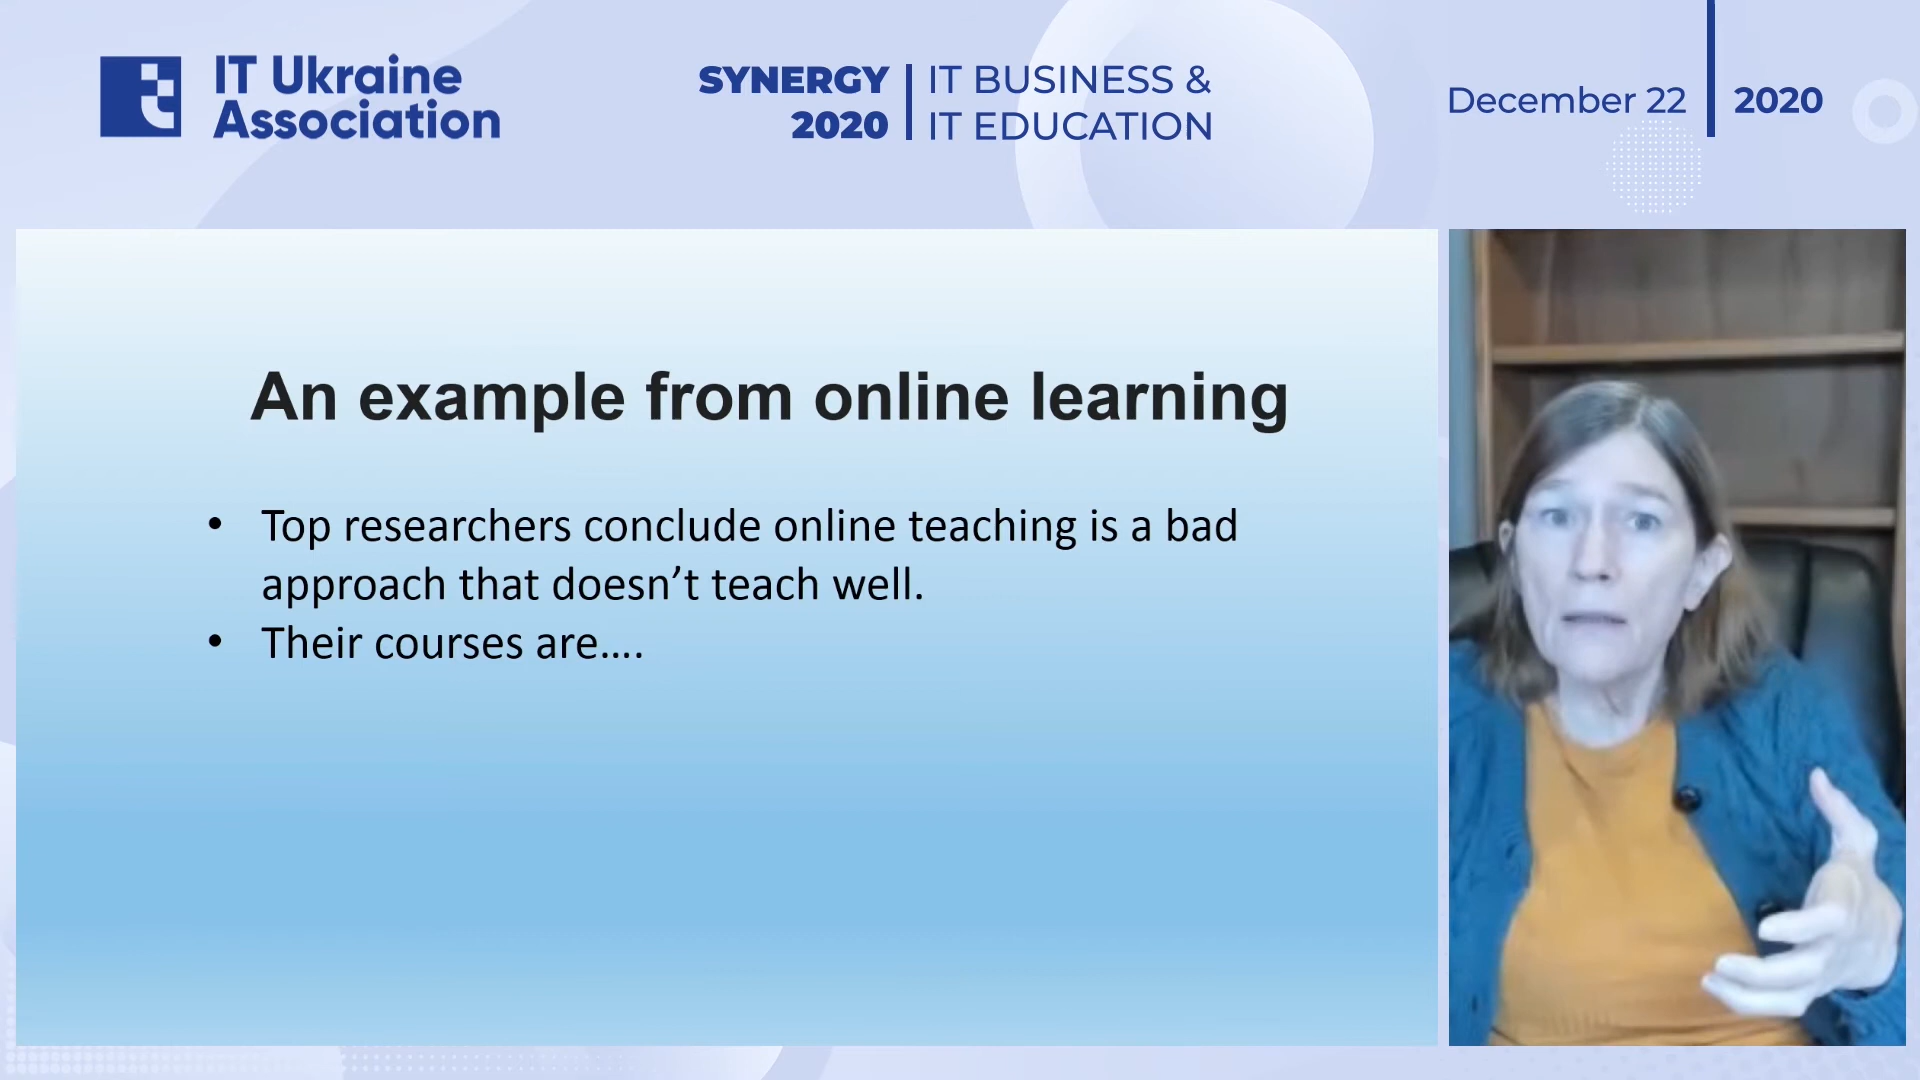 IT Ukraine
Association
SYNERGY
2020
IT BUSINESS &
IT EDUCATION
December 22
2020
An example from online learning
• Top researchers conclude online teaching is a bad
approach that doesn’t teach well.
• Their courses are....